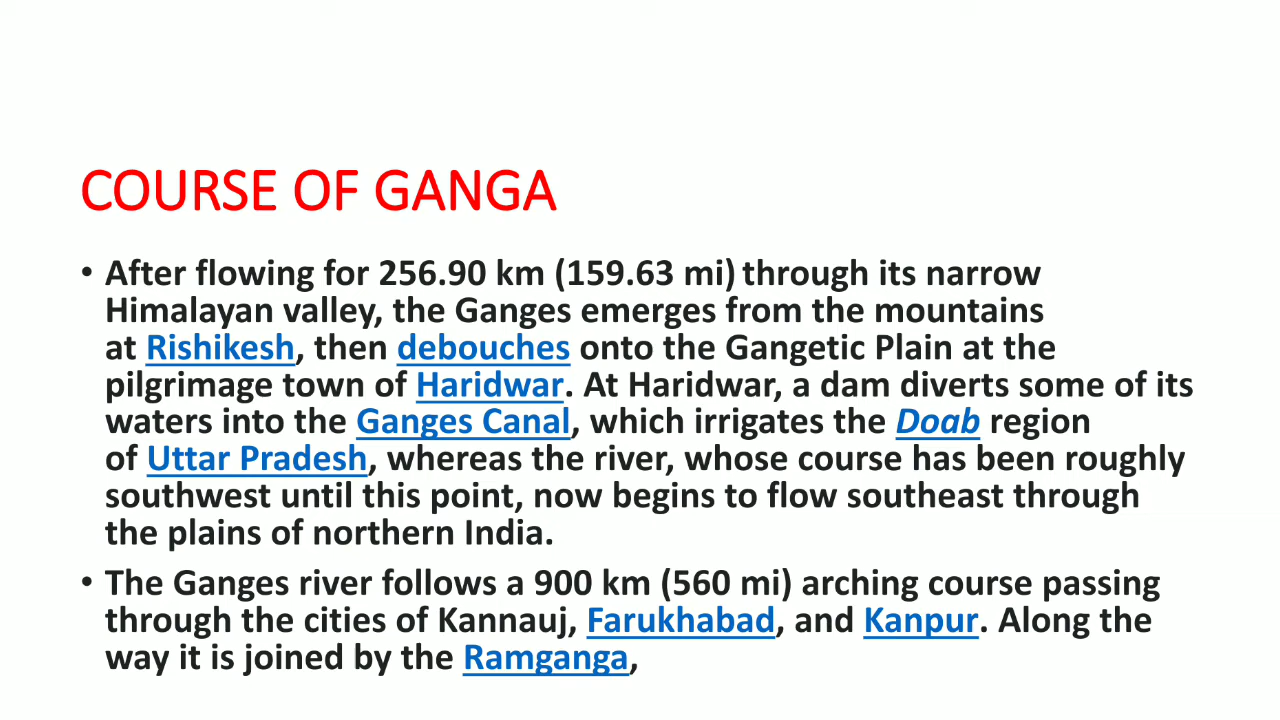 COURSE OF GANGA
• After flowing for 256.90 km (159.63 mi) through its narrow
Himalayan valley, the Ganges emerges from the mountains
at Rishikesh, then debouches onto the Gangetic Plain at the
pilgrimage town of Haridwar. At Haridwar, a dam diverts some of its
waters into the Ganges Canal, which irrigates the Doab region
of Uttar Pradesh, whereas the river, whose course has been roughly
southwest until this point, now begins to flow southeast through
the plains of northern India.
• The Ganges river follows a 900 km (560 mi) arching course passing
through the cities of Kannauj, Farukhabad, and Kanpur. Along the
way it is joined by the Ramganga,